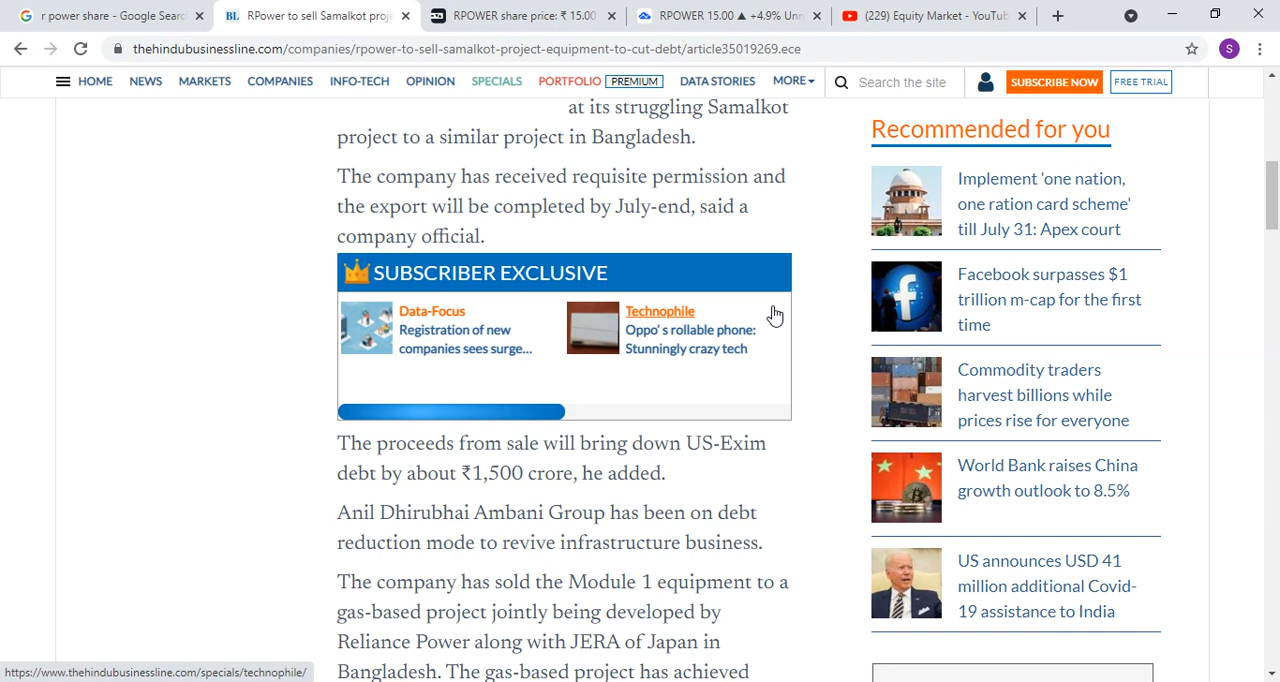 r power share - Google Searc
BL RPower to sell Samalkot proje
RPOWER share price: ₹ 15.00
RPOWER 15.00 ▲ +4.9% Unn
(229) Equity Market - YouTub
thehindubusinessline.com/companies/rpower-to-sell-samalkot-project-equipment-to-cut-debt/article35019269.ece
S
HOME NEWS MARKETS COMPANIES INFO-TECH OPINION SPECIALS PORTFOLIO PREMIUM DATA STORIES MORE Search the site SUBSCRIBE NOW FREE TRIAL
at its struggling Samalkot
project to a similar project in Bangladesh.
The company has received requisite permission and
the export will be completed by July-end, said a
company official.
SUBSCRIBER EXCLUSIVE
Data-Focus
Registration of new
companies sees surge...
Technophile
Oppo' s rollable phone:
Stunningly crazy tech
The proceeds from sale will bring down US-Exim
debt by about ₹1,500 crore, he added.
Anil Dhirubhai Ambani Group has been on debt
reduction mode to revive infrastructure business.
The company has sold the Module 1 equipment to a
gas-based project jointly being developed by
Reliance Power along with JERA of Japan in
Bangladesh. The gas-based project has achieved
Recommended for you
Implement 'one nation,
one ration card scheme'
till July 31: Apex court
Facebook surpasses $1
trillion m-cap for the first
time
Commodity traders
harvest billions while
prices rise for everyone
World Bank raises China
growth outlook to 8.5%
US announces USD 41
million additional Covid-
19 assistance to India
https://www.thehindubusinessline.com/specials/technophile/